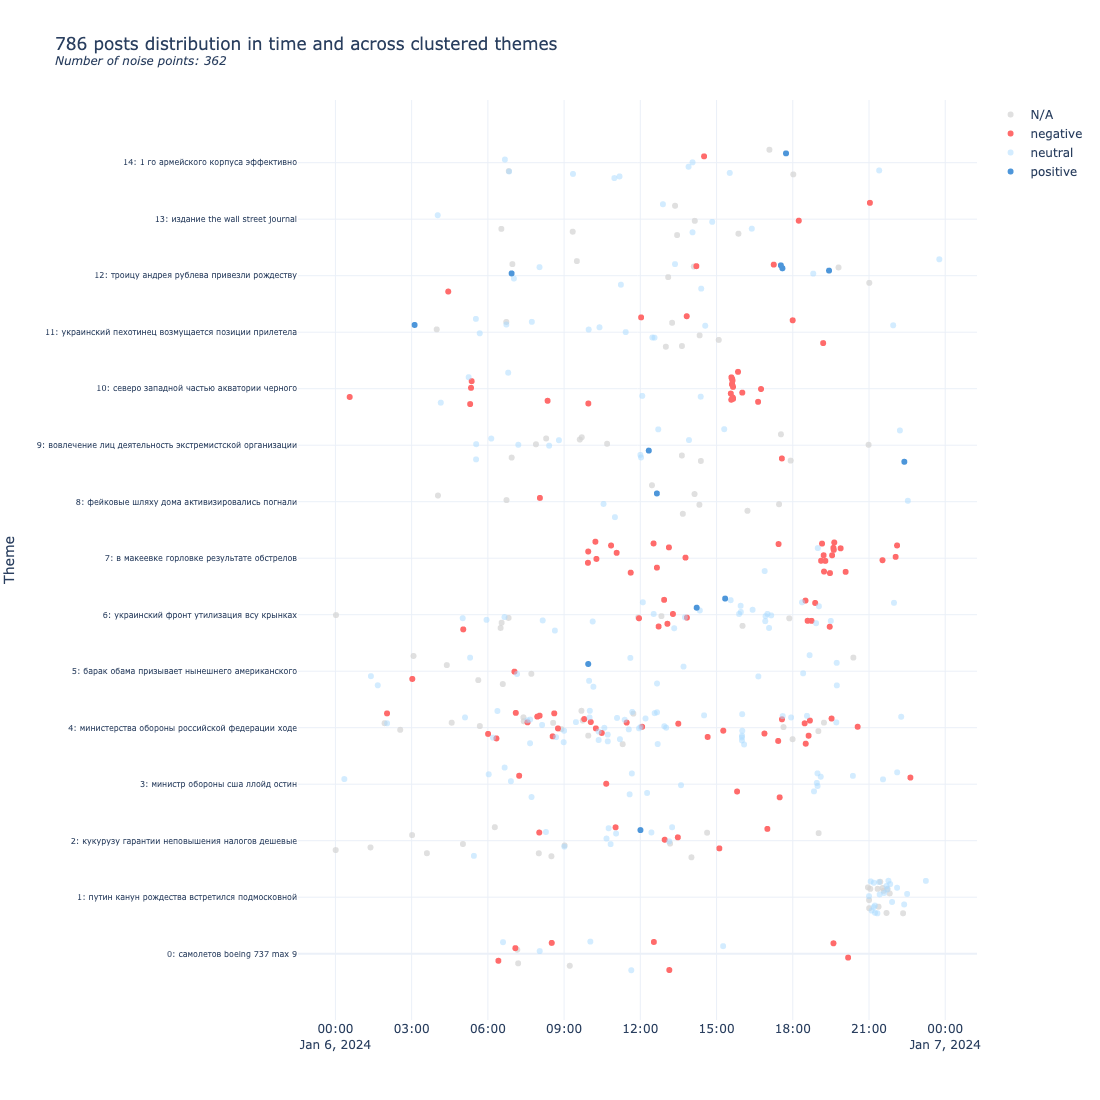 786 posts distribution in time and across clustered themes
Number of noise points: 362
N/A
negative
neutral
positive
14: 1 го армейского корпуса эффективно
13: издание the wall street journal
12: троицу андрея рублева привезли рождеству
11: украинский пехотинец возмущается позиции прилетела
10: северо западной частью акватории черного
9: вовлечение лиц деятельность экстремистской организации
8: фейковые шляху дома активизировались погнали
7: в макеевке горловке результате обстрелов
6: украинский фронт утилизация всу крынках
5: барак обама призывает нынешнего американского
4: министерства обороны российской федерации ходе
3: министр обороны сша ллойд остин
2: кукурузу гарантии неповышения налогов дешевые
1: путин канун рождества встретился подмосковной
0: самолетов boeing 737 max 9
Theme
00:00 03:00 06:00 09:00 12:00 15:00 18:00 21:00 00:00
Jan 6, 2024 Jan 7, 2024